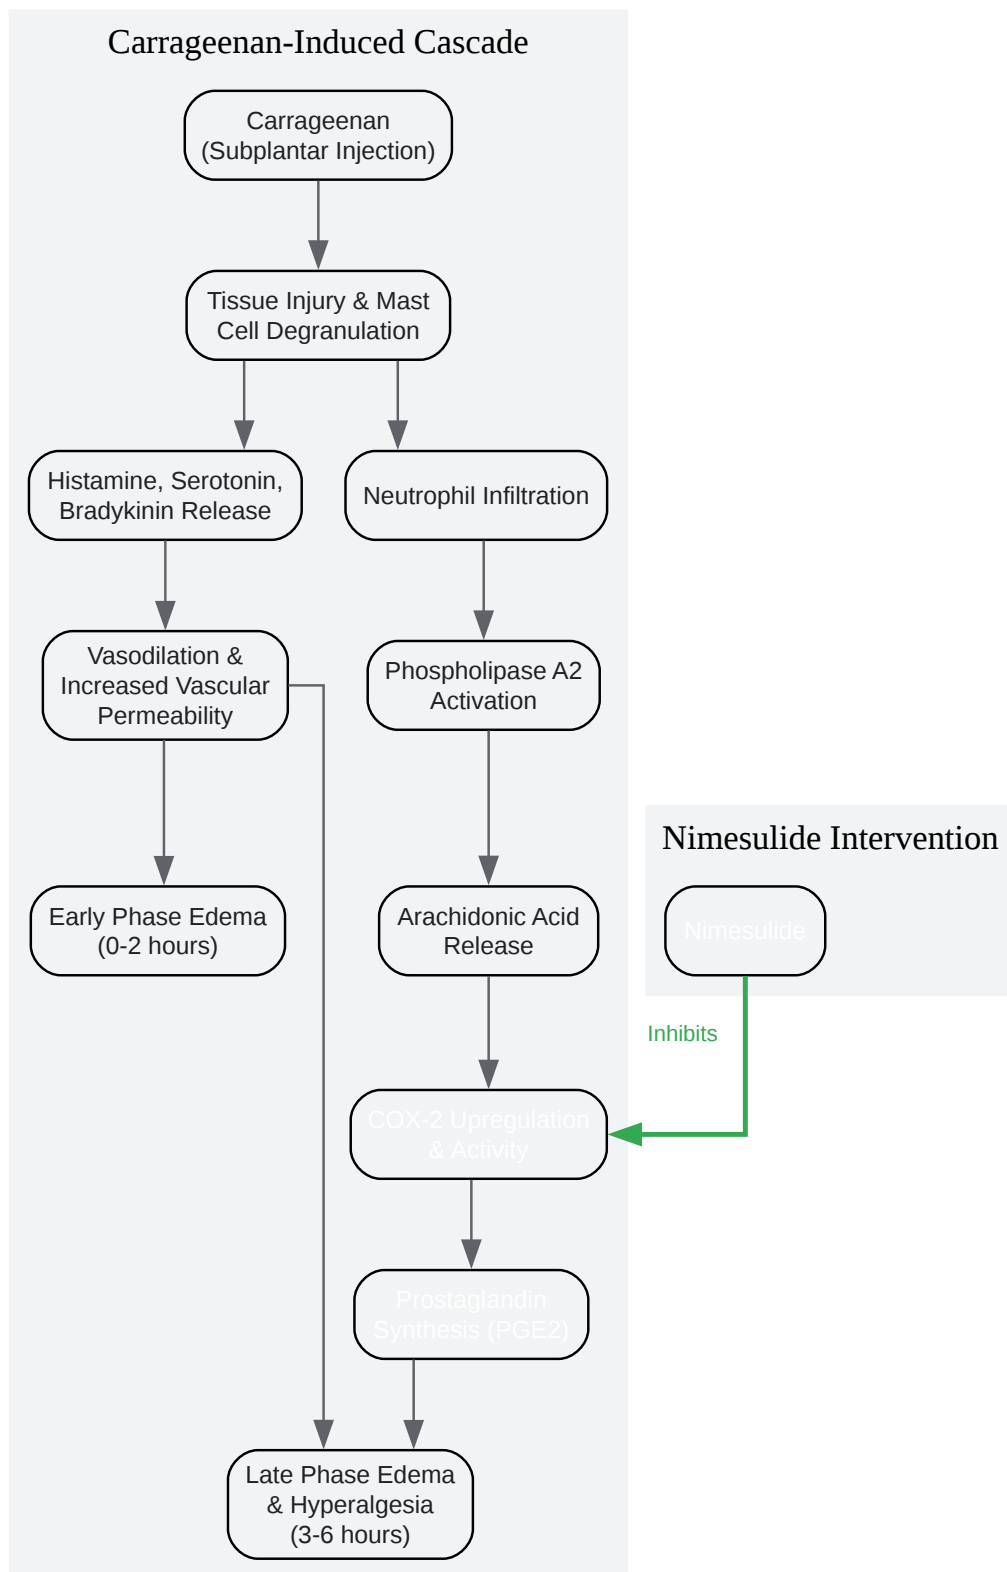 Carrageenan-Induced Cascade
Carrageenan
(Subplantar Injection)
Tissue Injury & Mast
Cell Degranulation
Histamine, Serotonin,
Bradykinin Release
Neutrophil Infiltration
Vasodilation &
Increased Vascular
Permeability
Phospholipase A2
Activation
Nimesulide Intervention
Early Phase Edema
(0-2 hours)
Arachidonic Acid
Release
Nimesulide
Inhibits
COX-2 Upregulation
& Activity
Prostaglandin
Synthesis (PGE2)
Late Phase Edema
& Hyperalgesia
(3-6 hours)